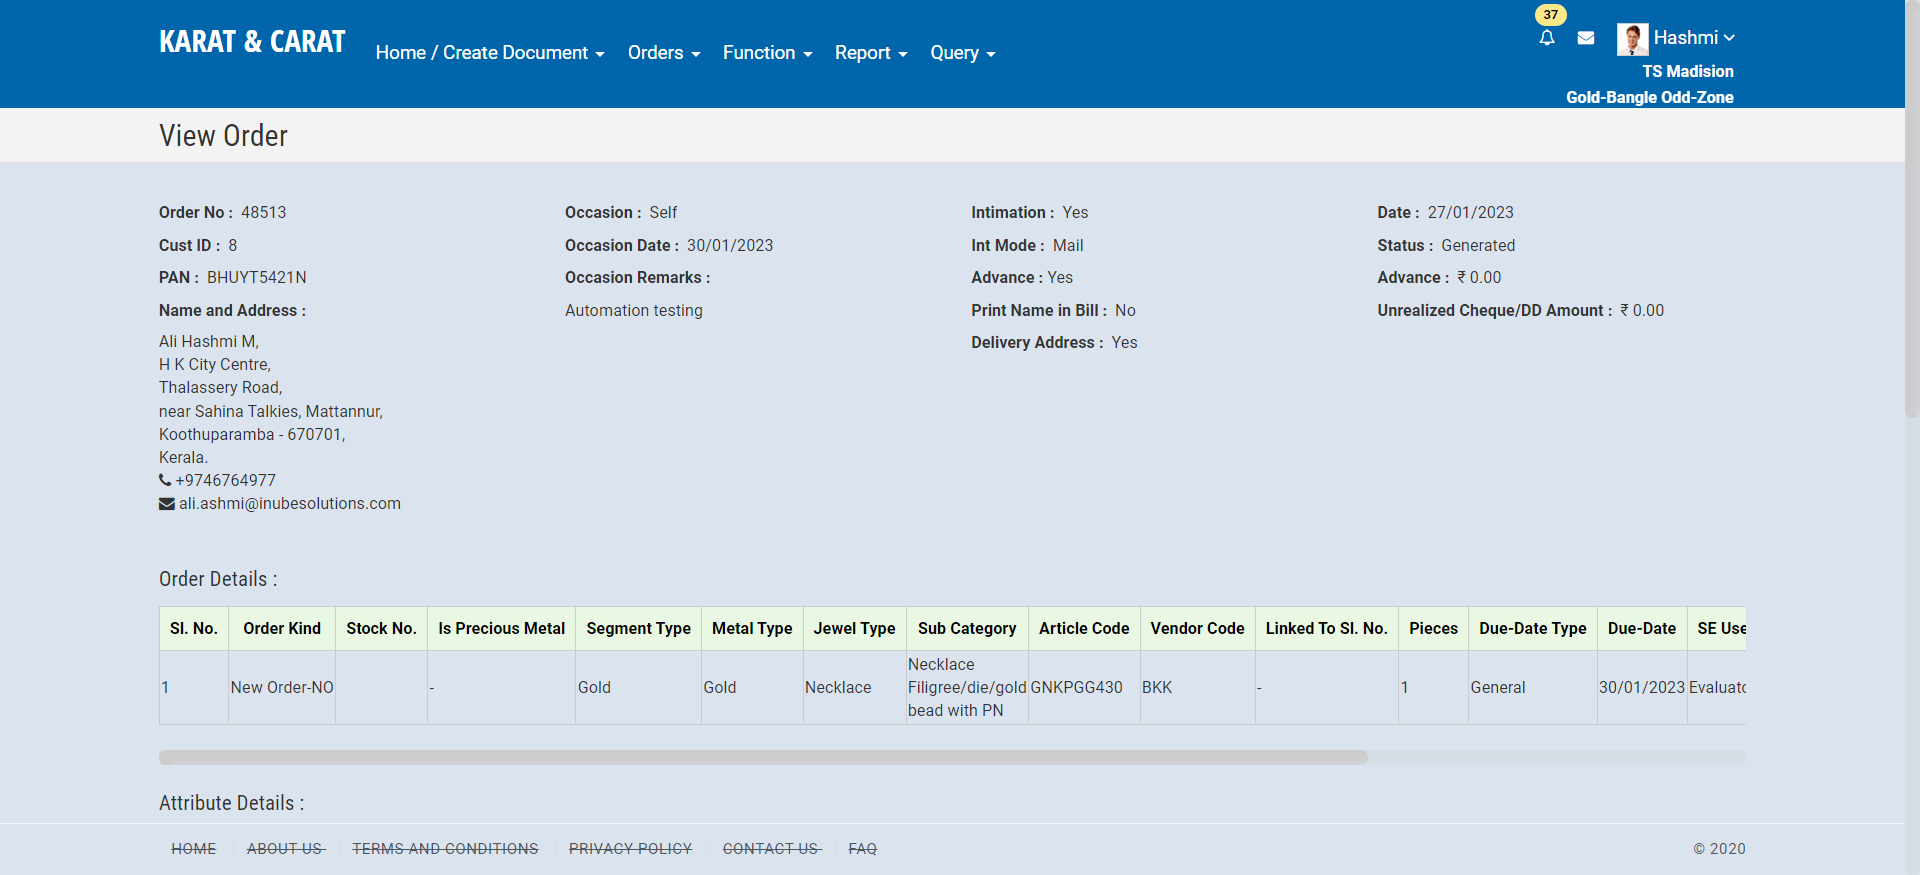 KARAT & CARAT
Home / Create Document
Orders
Function
Report
Query
37
Hashmi
TS Madision
Gold-Bangle Odd-Zone
View Order
Order No : 48513
Cust ID : 8
PAN : BHUYT5421N
Name and Address :
Ali Hashmi M,
H K City Centre,
Thalassery Road,
near Sahina Talkies, Mattannur,
Koothuparamba - 670701,
Kerala.
+9746764977
ali.ashmi@inubesolutions.com
Occasion : Self
Occasion Date : 30/01/2023
Occasion Remarks :
Automation testing
Intimation : Yes
Int Mode : Mail
Advance : Yes
Print Name in Bill : No
Delivery Address : Yes
Date : 27/01/2023
Status : Generated
Advance : ₹ 0.00
Unrealized Cheque/DD Amount : ₹ 0.00
Order Details :
Sl. No. Order Kind Stock No. Is Precious Metal Segment Type Metal Type Jewel Type Sub Category Article Code Vendor Code Linked To Sl. No. Pieces Due-Date Type Due-Date SE Use
1 New Order-NO - Gold Gold Necklace Necklace Filigree/die/gold bead with PN GNKPGG430 BKK - 1 General 30/01/2023 Evaluato
Attribute Details :
HOME ABOUT US TERMS AND CONDITIONS PRIVACY POLICY CONTACT US FAQ © 2020